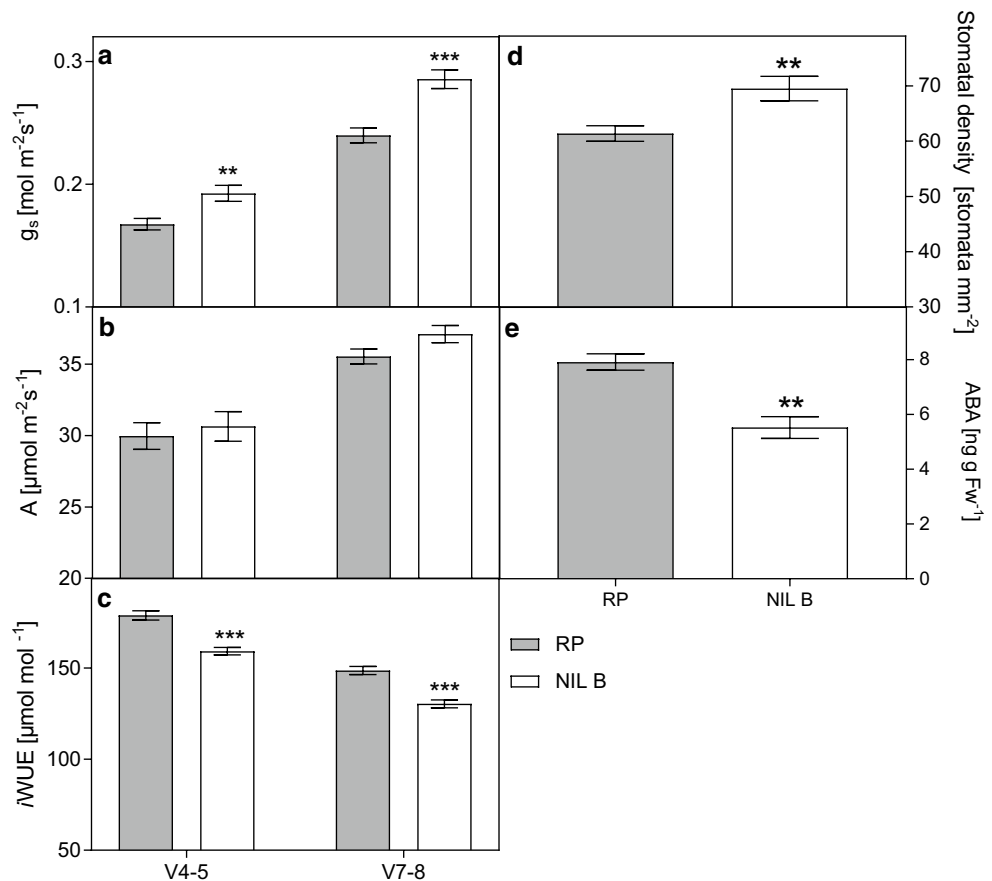 a
0.3
0.2
0.1
gs [mol m-2s-1]
**
***
b
35
30
25
20
A [µmol m-2s-1]
c
150
100
50
iWUE [µmol mol -1]
***
***
V4-5
V7-8
d
**
70
60
50
40
30
Stomatal density [stomata mm-2]
e
**
8
6
4
2
0
ABA [ng g Fw-1]
RP
NIL B
RP
NIL B